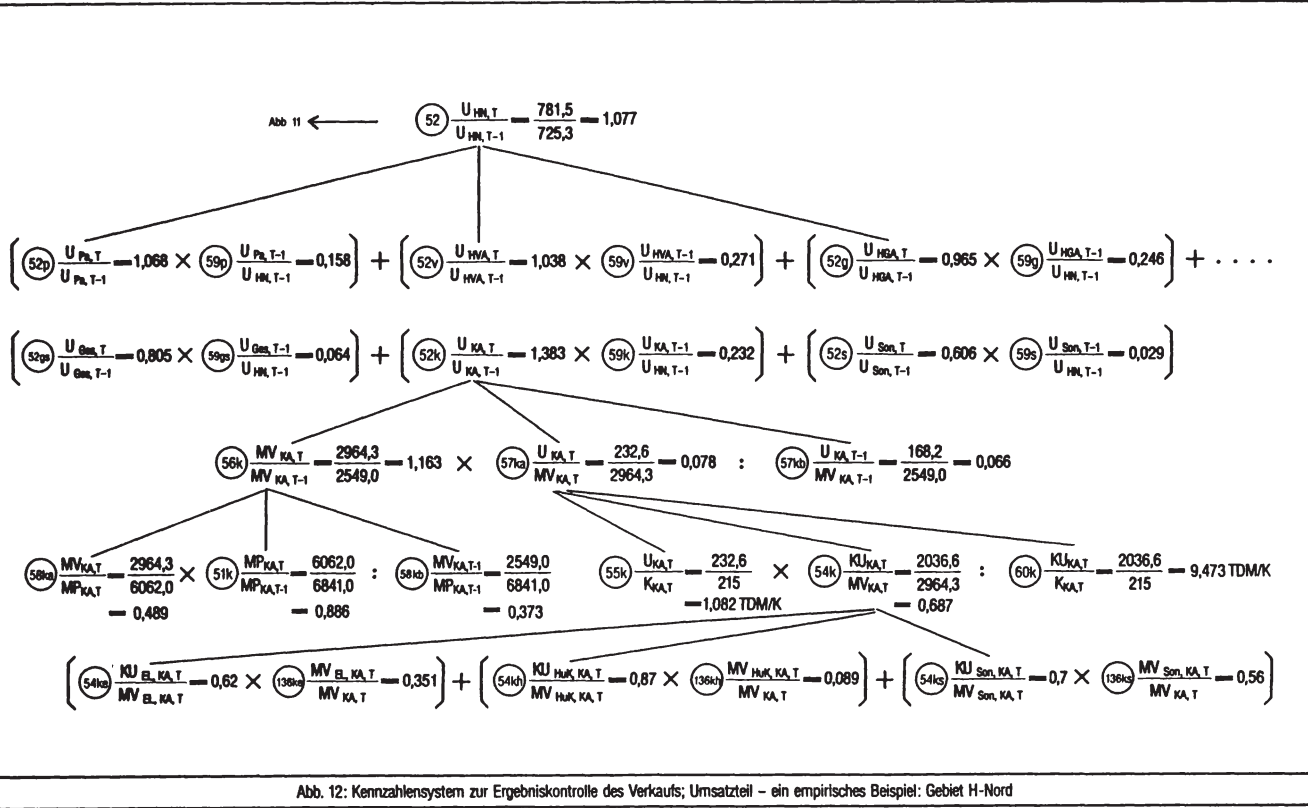 Abb 11 ← (52) U HN, T / U HN, T-1 = 781,5 / 725,3 = 1,077
[(52p) U Pa, T / U Pa, T-1 = 1,068 × (59p) U Pa, T-1 / U HN, T-1 = 0,158] + [(52v) U HVA, T / U HVA, T-1 = 1,038 × (59v) U HVA, T-1 / U HN, T-1 = 0,271] + [(52g) U HGA, T / U HGA, T-1 = 0,965 × (59g) U HGA, T-1 / U HN, T-1 = 0,246] + . . . .
[(52gs) U Ges, T / U Ges, T-1 = 0,805 × (59gs) U Ges, T-1 / U HN, T-1 = 0,064] + [(52k) U KA, T / U KA, T-1 = 1,383 × (59k) U KA, T-1 / U HN, T-1 = 0,232] + [(52s) U Son, T / U Son, T-1 = 0,606 × (59s) U Son, T-1 / U HN, T-1 = 0,029]
(56k) MV KA, T / MV KA, T-1 = 2964,3 / 2549,0 = 1,163 × (57ka) U KA, T / MV KA, T = 232,6 / 2964,3 = 0,078 : (57kb) U KA, T-1 / MV KA, T-1 = 168,2 / 2549,0 = 0,066
(58ka) MV KA,T / MP KA,T = 2964,3 / 6062,0 = 0,489 × (51k) MP KA,T / MP KA,T-1 = 6062,0 / 6841,0 = 0,886 : (58kb) MV KA,T-1 / MP KA,T-1 = 2549,0 / 6841,0 = 0,373 (55k) U KA,T / K KA,T = 232,6 / 215 = 1,082 TDM/K × (54k) KU KA,T / MV KA,T = 2036,6 / 2964,3 = 0,687 : (60k) KU KA,T / K KA,T = 2036,6 / 215 = 9,473 TDM/K
[(54ke) KU EL, KA, T / MV EL, KA, T = 0,62 × (136ke) MV EL, KA, T / MV KA, T = 0,351] + [(54kh) KU HuK, KA, T / MV HuK, KA, T = 0,87 × (136kh) MV HuK, KA, T / MV KA, T = 0,089] + [(54ks) KU Son, KA, T / MV Son, KA, T = 0,7 × (136ks) MV Son, KA, T / MV KA, T = 0,56]
Abb. 12: Kennzahlensystem zur Ergebniskontrolle des Verkaufs; Umsatzteil – ein empirisches Beispiel: Gebiet H-Nord